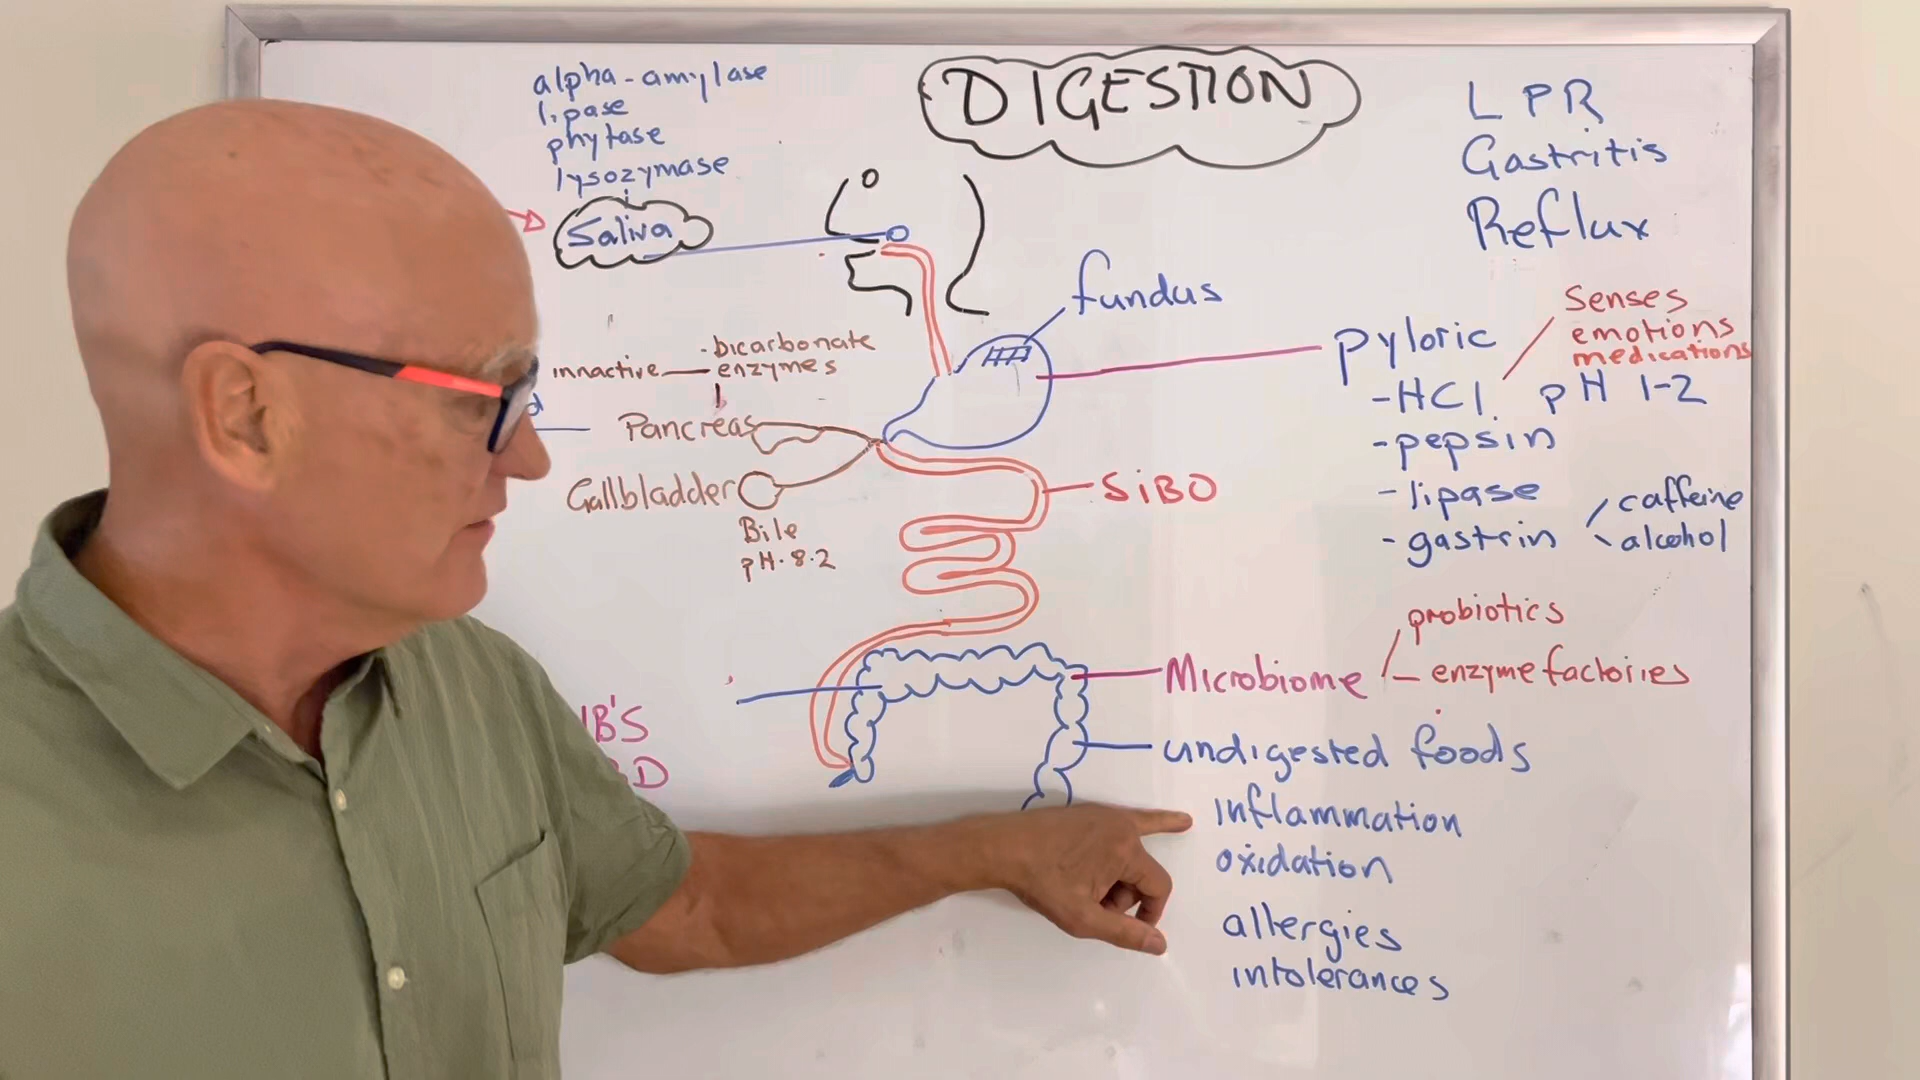 DIGESTION
alpha-amylase
lipase
phytase
lysozymase
Saliva
LPR
Gastritis
Reflux
fundus
Senses
emotions
medications
pyloric
-HCl. pH 1-2
-pepsin
-lipase
-gastrin
caffeine
alcohol
innactive
-bicarbonate
enzymes
Pancreas
Gallbladder
Bile
pH.8.2
SiBO
probiotics
Microbiome
enzyme factories
undigested foods
inflammation
oxidation
allergies
intolerances
IB'S